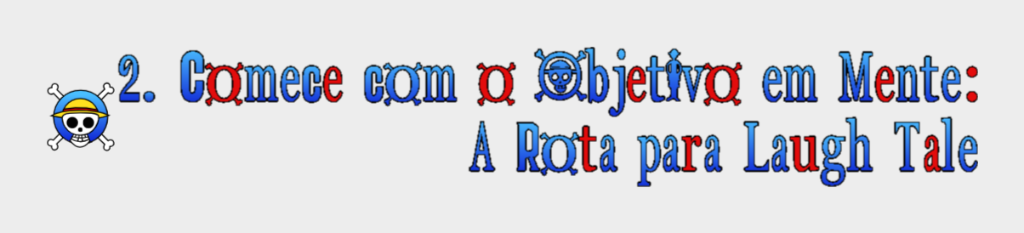 2. Comece com o Objetivo em Mente:
A Rota para Laugh Tale